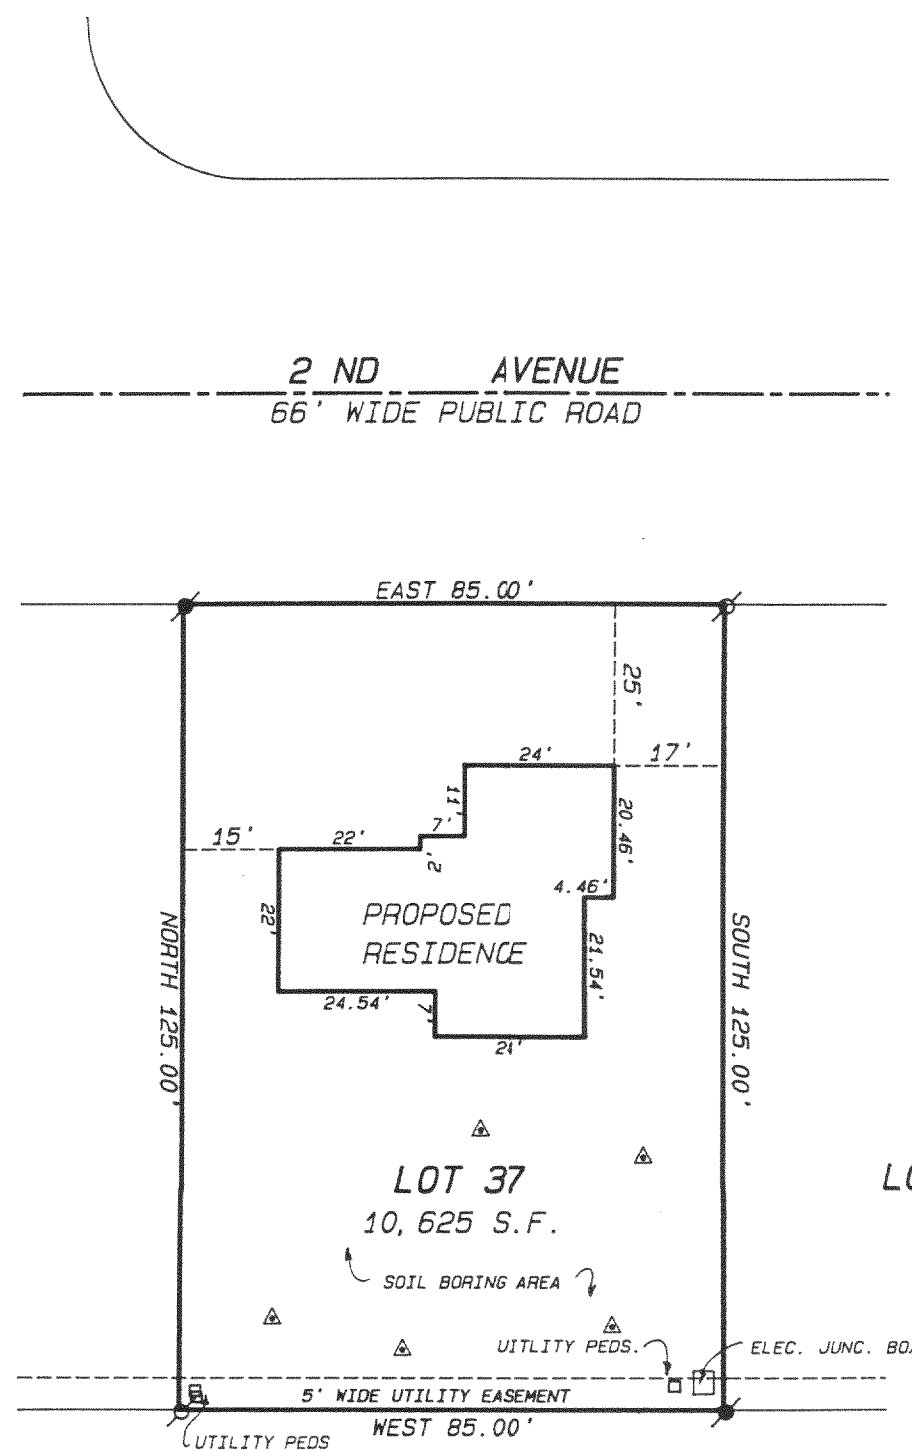 2 ND AVENUE
66' WIDE PUBLIC ROAD
EAST 85.00'
25'
17'
24'
11'
7'
20.46'
15'
22'
2'
4.46'
22'
PROPOSED
RESIDENCE
NORTH 125.00'
SOUTH 125.00'
21.54'
24.54'
7'
LOT 37
LO
10,625 S.F.
SOIL BORING AREA
UITLITY PEDS.
ELEC. JUNC. BO
5' WIDE UTILITY EASEMENT
WEST 85.00'
UTILITY PEDS